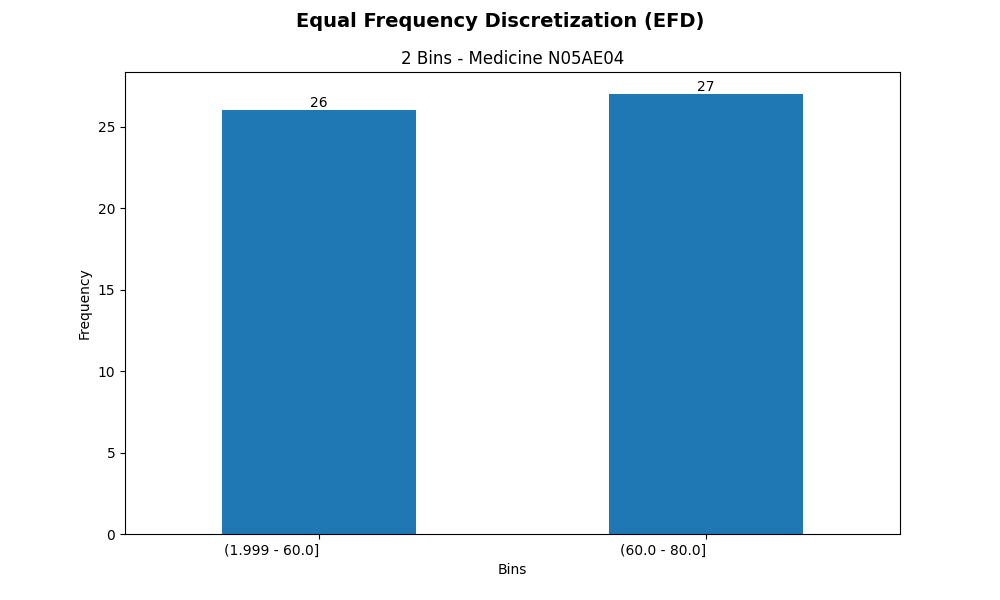 Equal Frequency Discretization (EFD)
2 Bins - Medicine N05AE04
26
27
25
20
15
10
5
0
Frequency
(1.999 - 60.0]
(60.0 - 80.0]
Bins